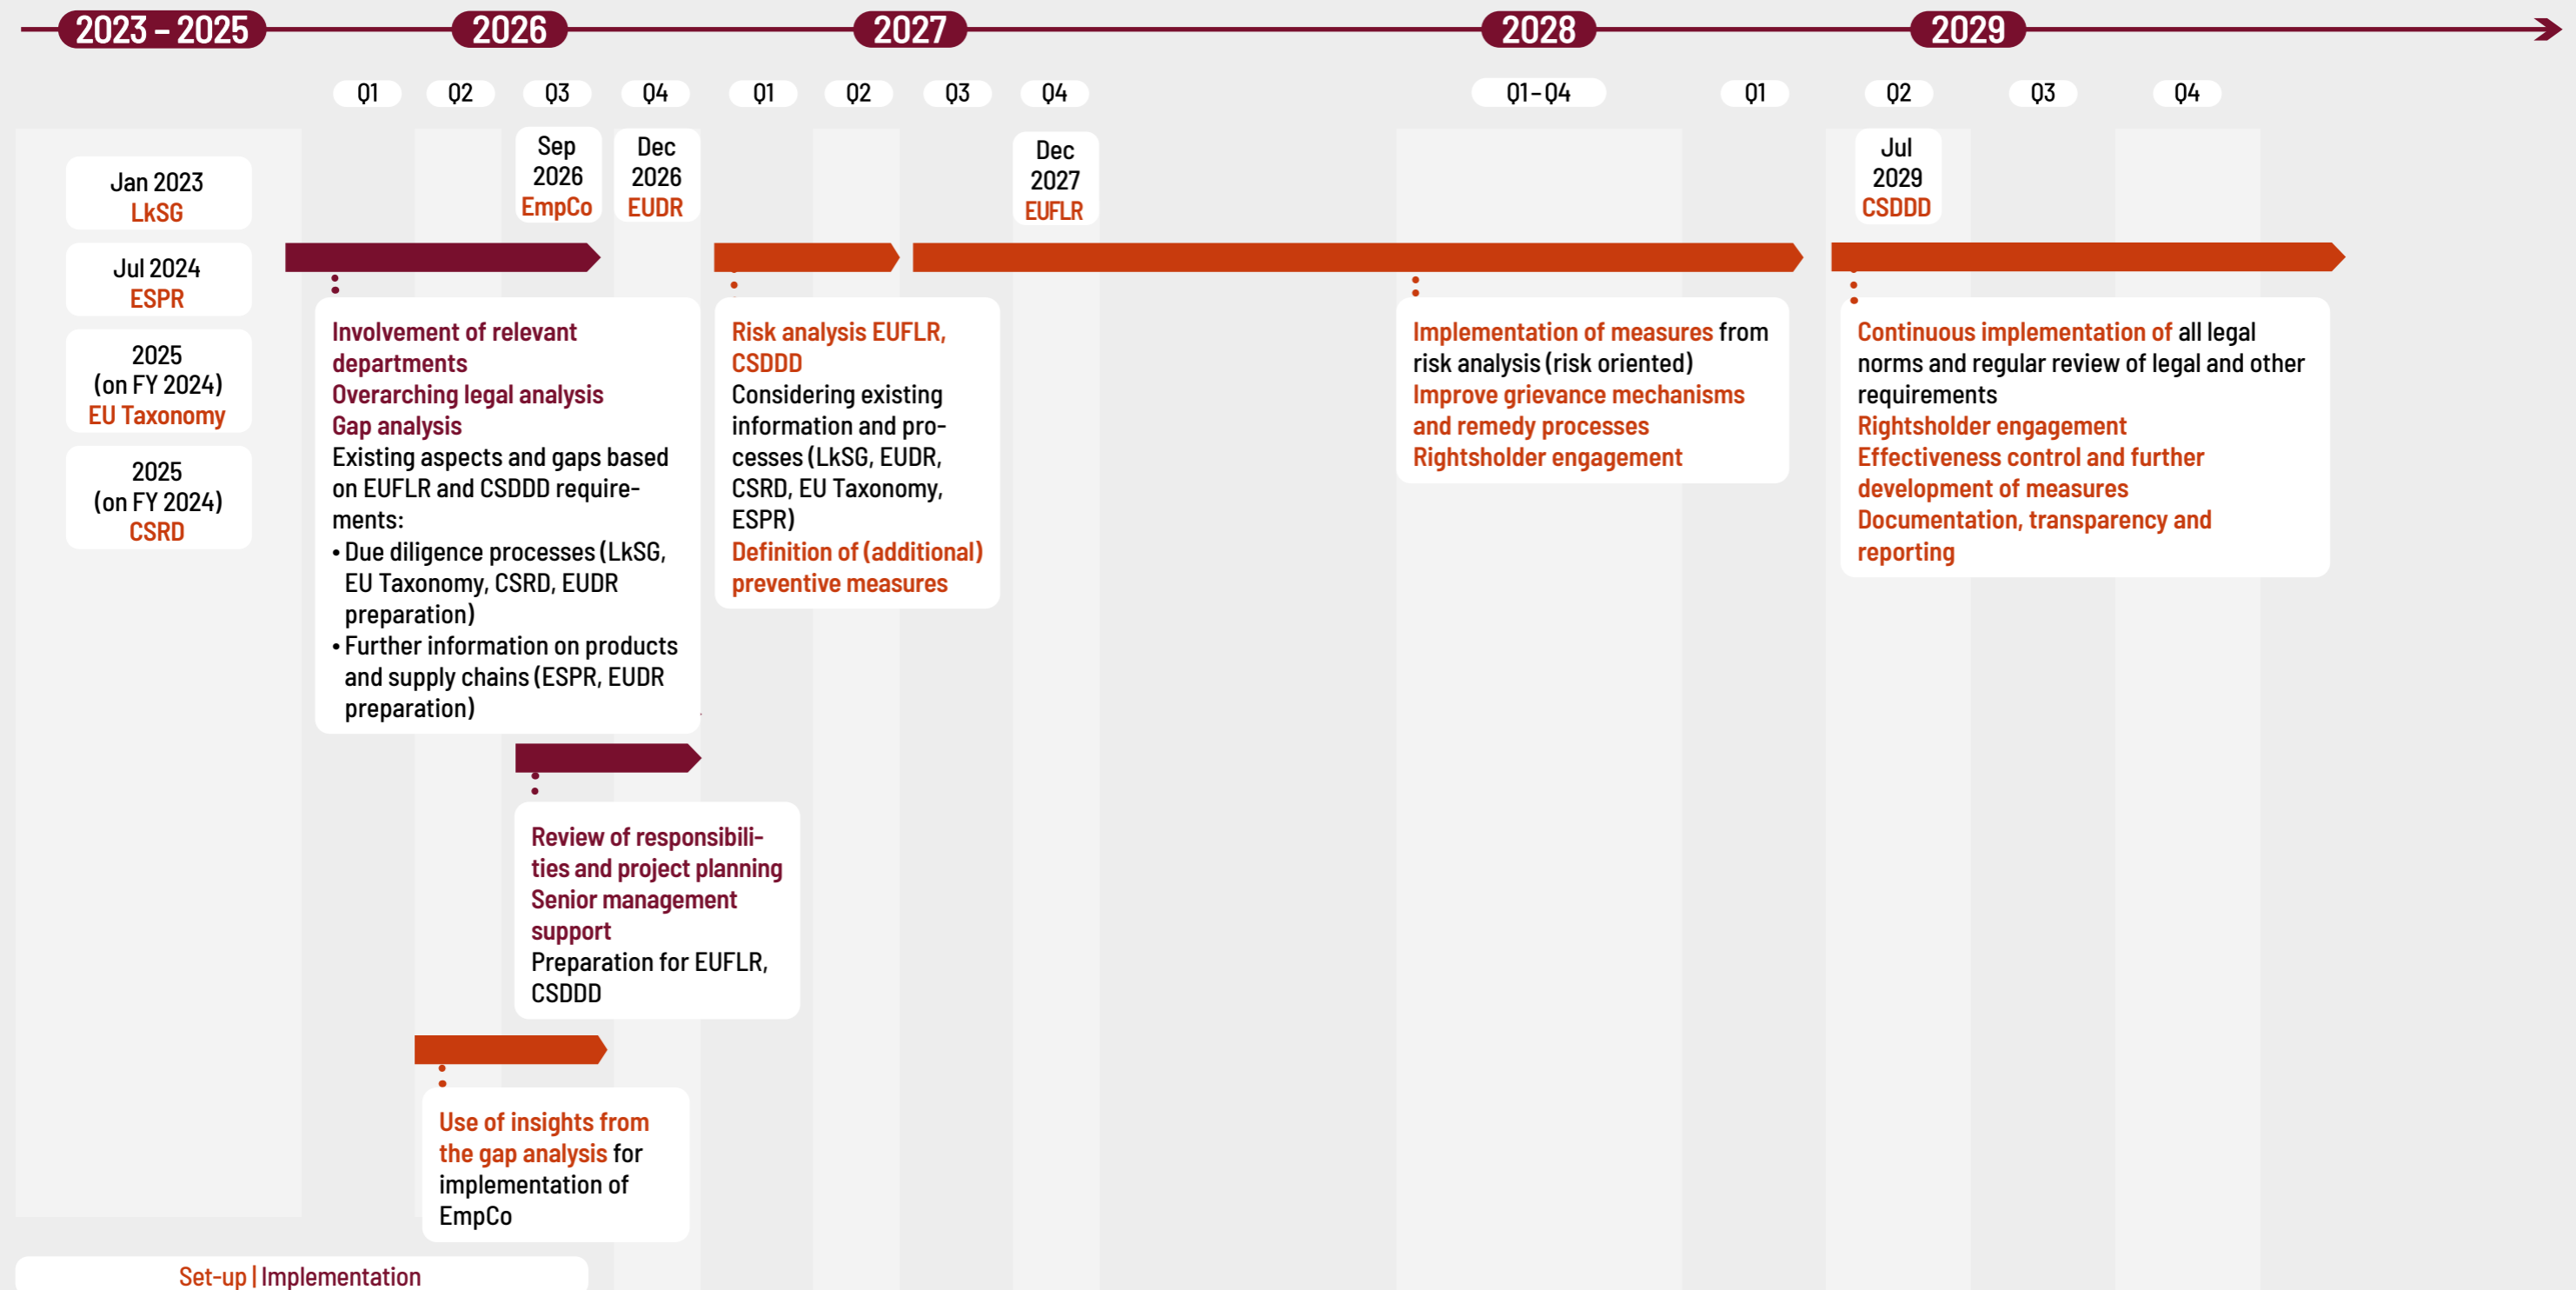 2023 – 2025
2026
2027
2028
2029
Q1
Q2
Q3
Q4
Q1
Q2
Q3
Q4
Q1–Q4
Q1
Q2
Q3
Q4
Jan 2023
LkSG
Jul 2024
ESPR
2025
(on FY 2024)
EU Taxonomy
2025
(on FY 2024)
CSRD
Sep
2026
EmpCo
Dec
2026
EUDR
Dec
2027
EUFLR
Jul
2029
CSDDD
Involvement of relevant
departments
Overarching legal analysis
Gap analysis
Existing aspects and gaps based
on EUFLR and CSDDD require-
ments:
• Due diligence processes (LkSG,
EU Taxonomy, CSRD, EUDR
preparation)
• Further information on products
and supply chains (ESPR, EUDR
preparation)
Risk analysis EUFLR,
CSDDD
Considering existing
information and pro-
cesses (LkSG, EUDR,
CSRD, EU Taxonomy,
ESPR)
Definition of (additional)
preventive measures
Implementation of measures from
risk analysis (risk oriented)
Improve grievance mechanisms
and remedy processes
Rightsholder engagement
Continuous implementation of all legal
norms and regular review of legal and other
requirements
Rightsholder engagement
Effectiveness control and further
development of measures
Documentation, transparency and
reporting
Review of responsibili-
ties and project planning
Senior management
support
Preparation for EUFLR,
CSDDD
Use of insights from
the gap analysis for
implementation of
EmpCo
Set-up | Implementation